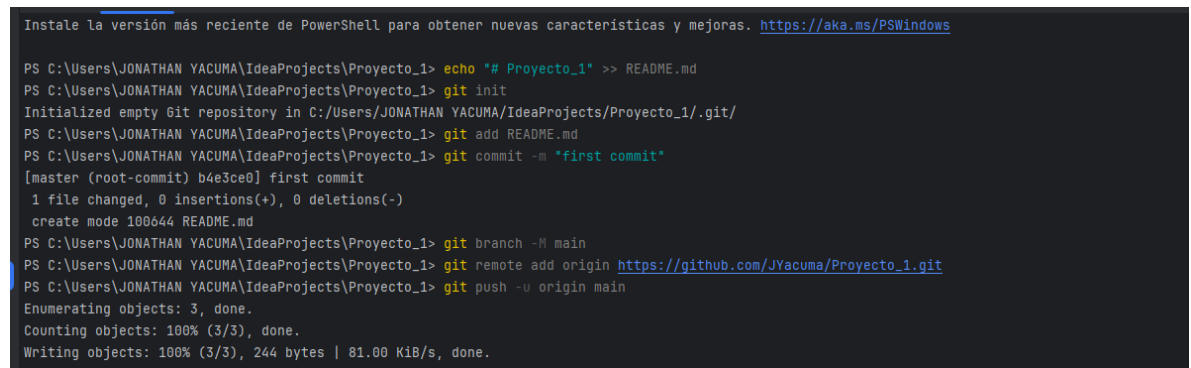 Instale la versión más reciente de PowerShell para obtener nuevas características y mejoras. https://aka.ms/PSWindows
PS C:\Users\JONATHAN YACUMA\IdeaProjects\Proyecto_1> echo "# Proyecto_1" >> README.md
PS C:\Users\JONATHAN YACUMA\IdeaProjects\Proyecto_1> git init
Initialized empty Git repository in C:/Users/JONATHAN YACUMA/IdeaProjects/Proyecto_1/.git/
PS C:\Users\JONATHAN YACUMA\IdeaProjects\Proyecto_1> git add README.md
PS C:\Users\JONATHAN YACUMA\IdeaProjects\Proyecto_1> git commit -m "first commit"
[master (root-commit) b4e3ce0] first commit
 1 file changed, 0 insertions(+), 0 deletions(-)
 create mode 100644 README.md
PS C:\Users\JONATHAN YACUMA\IdeaProjects\Proyecto_1> git branch -M main
PS C:\Users\JONATHAN YACUMA\IdeaProjects\Proyecto_1> git remote add origin https://github.com/JYacuma/Proyecto_1.git
PS C:\Users\JONATHAN YACUMA\IdeaProjects\Proyecto_1> git push -u origin main
Enumerating objects: 3, done.
Counting objects: 100% (3/3), done.
Writing objects: 100% (3/3), 244 bytes | 81.00 KiB/s, done.